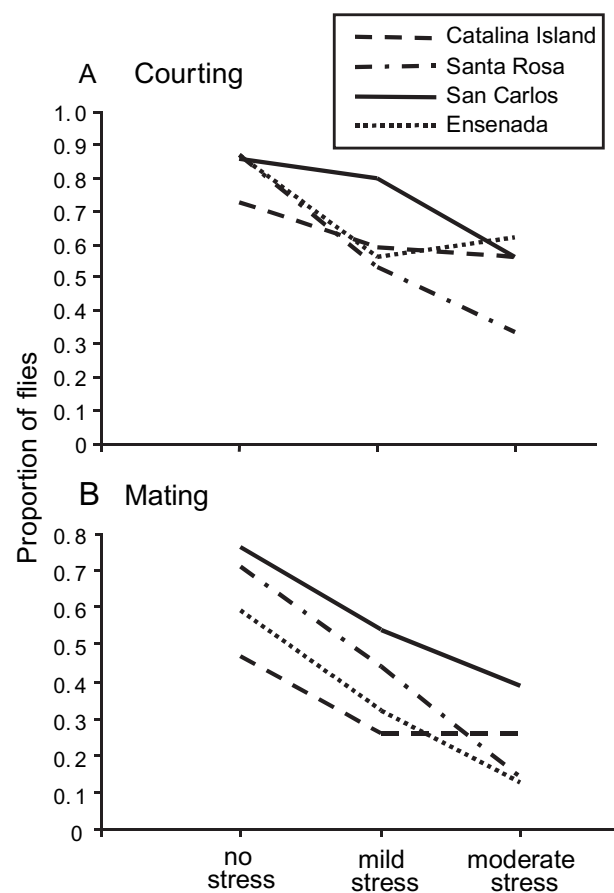 Catalina Island
Santa Rosa
San Carlos
Ensenada
A Courting
1.0
0.9
0.8
0.7
0.6
0.5
0.4
0.3
0.2
0.1
0
Proportion of flies
B Mating
0.8
0.7
0.6
0.5
0.4
0.3
0.2
0.1
0
no
stress
mild
stress
moderate
stress